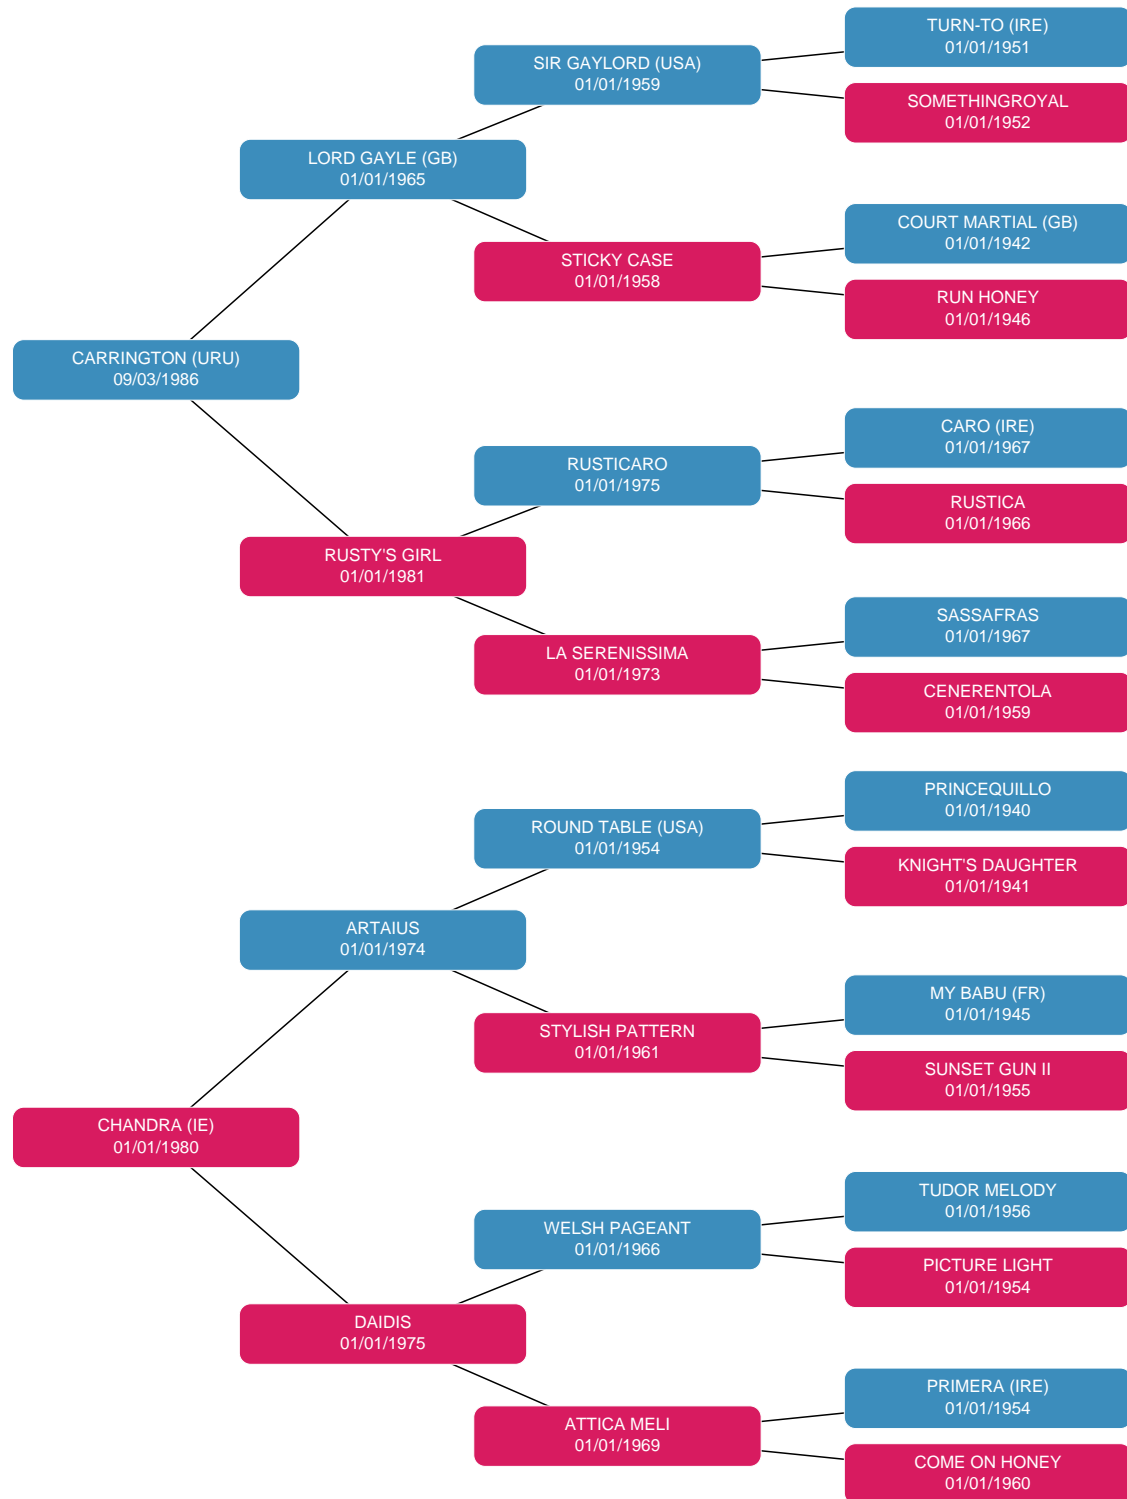 TURN-TO (IRE)
01/01/1951
SIR GAYLORD (USA)
01/01/1959
SOMETHINGROYAL
01/01/1952
LORD GAYLE (GB)
01/01/1965
COURT MARTIAL (GB)
01/01/1942
STICKY CASE
01/01/1958
RUN HONEY
01/01/1946
CARRINGTON (URU)
09/03/1986
CARO (IRE)
01/01/1967
RUSTICARO
01/01/1975
RUSTICA
01/01/1966
RUSTY'S GIRL
01/01/1981
SASSAFRAS
01/01/1967
LA SERENISSIMA
01/01/1973
CENERENTOLA
01/01/1959
PRINCEQUILLO
01/01/1940
ROUND TABLE (USA)
01/01/1954
KNIGHT'S DAUGHTER
01/01/1941
ARTAIUS
01/01/1974
MY BABU (FR)
01/01/1945
STYLISH PATTERN
01/01/1961
SUNSET GUN II
01/01/1955
CHANDRA (IE)
01/01/1980
TUDOR MELODY
01/01/1956
WELSH PAGEANT
01/01/1966
PICTURE LIGHT
01/01/1954
DAIDIS
01/01/1975
PRIMERA (IRE)
01/01/1954
ATTICA MELI
01/01/1969
COME ON HONEY
01/01/1960